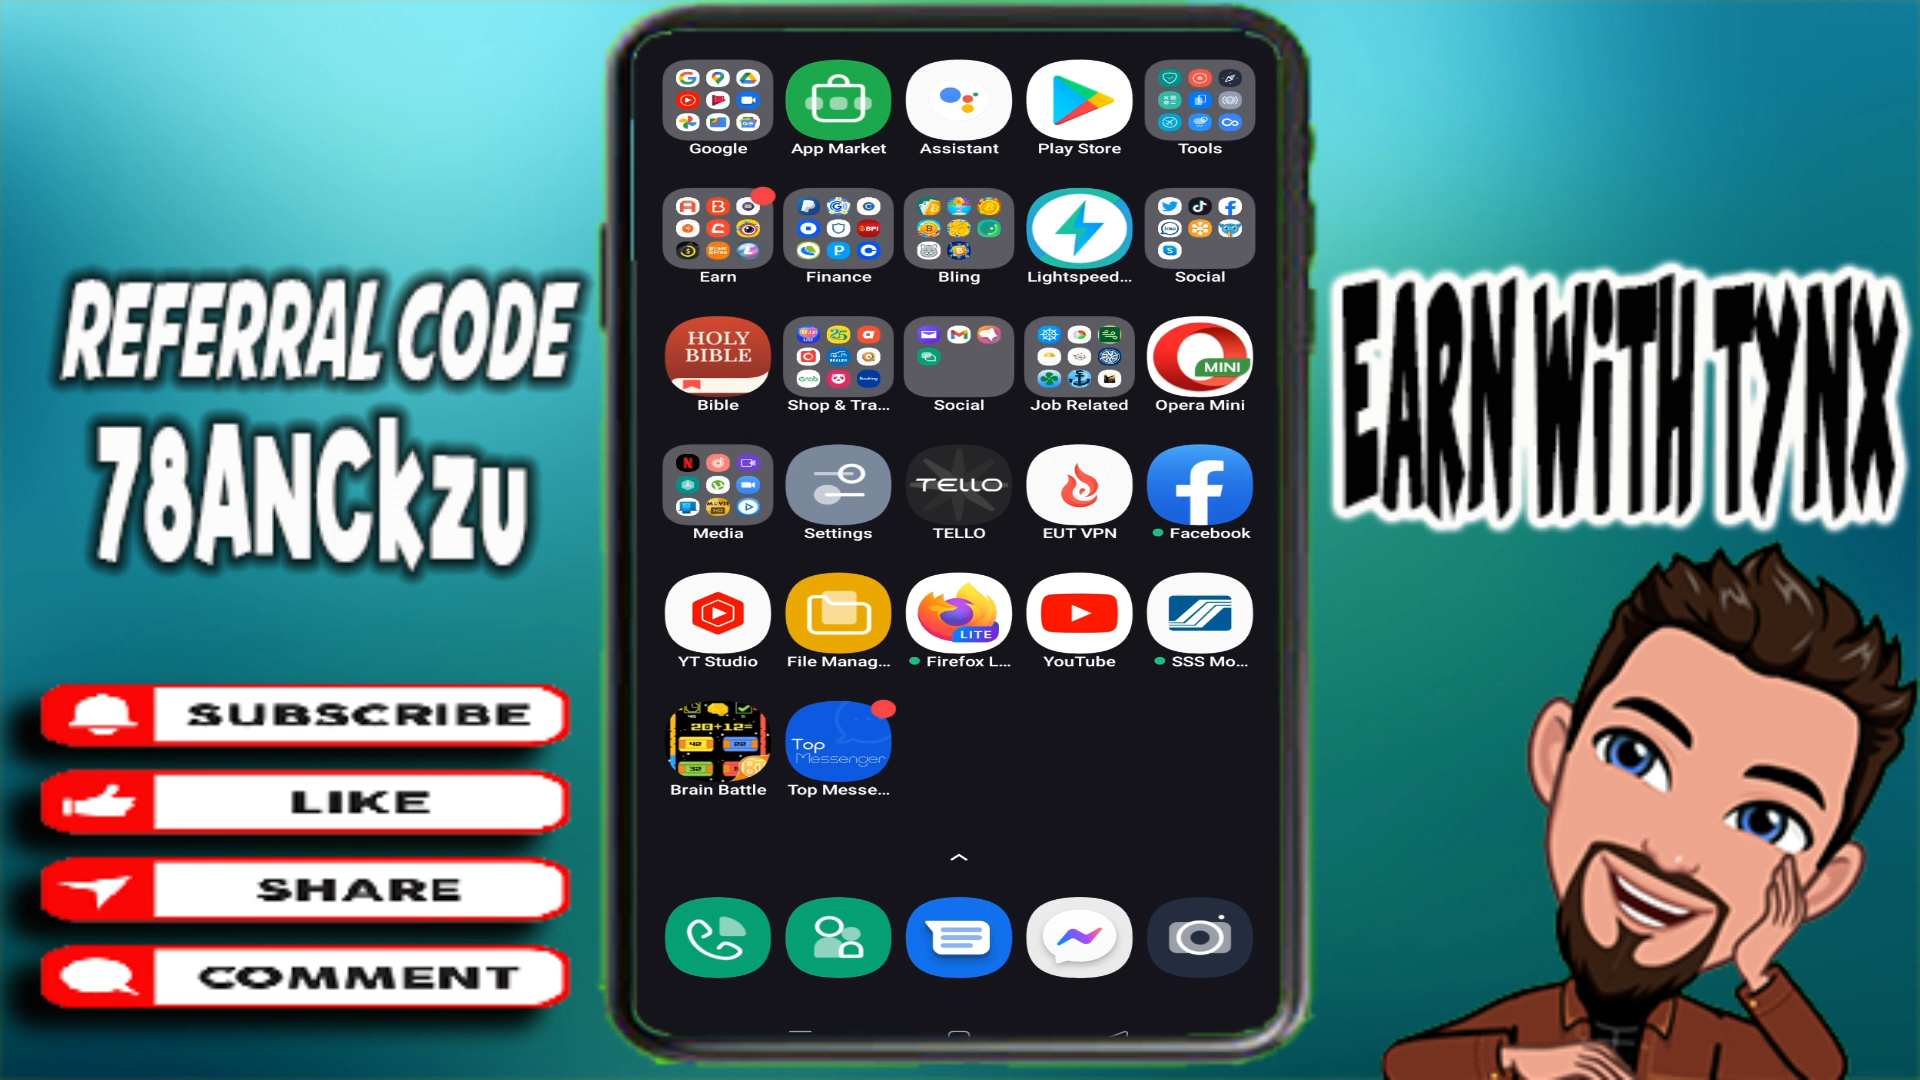 REFERRAL CODE
78ANCkzu
SUBSCRIBE
LIKE
SHARE
COMMENT
Google
App Market
Assistant
Play Store
Tools
Earn
Finance
Bling
Lightspeed...
Social
HOLY
BIBLE
MINI
Bible
Shop & Tra...
Social
Job Related
Opera Mini
TELLO
Media
Settings
TELLO
EUT VPN
Facebook
LITE
YT Studio
File Manag...
Firefox L...
YouTube
SSS Mo...
20+12=
42
22
32
Top
Messenger
Brain Battle
Top Messe...
EARN WiTH TYNX